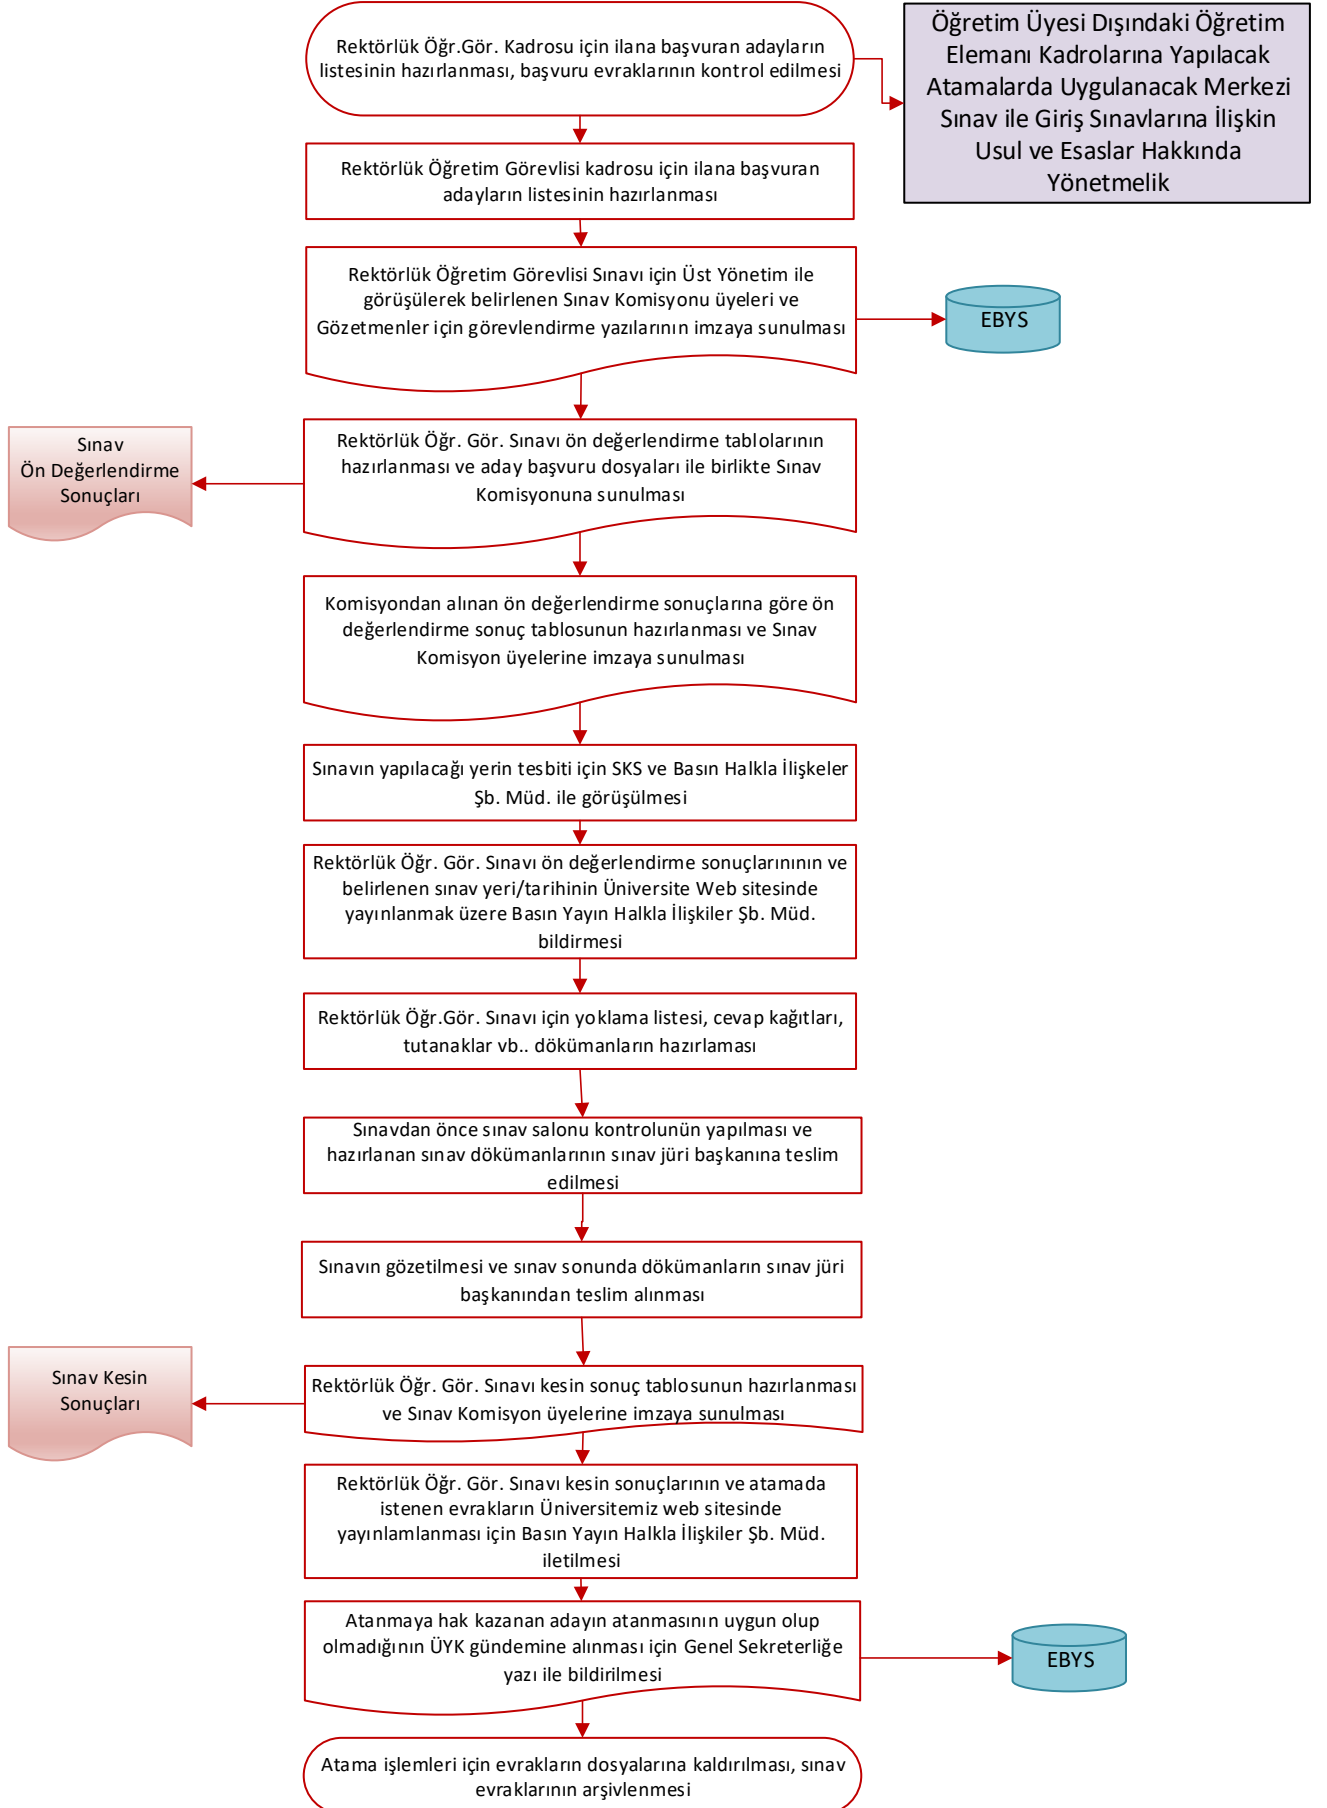 Rektörlük Öğr.Gör. Kadrosu için ilana başvuran adayların
listesinin hazırlanması, başvuru evraklarının kontrol edilmesi
Öğretim Üyesi Dışındaki Öğretim
Elemanı Kadrolarına Yapılacak
Atamalarda Uygulanacak Merkezi
Sınav ile Giriş Sınavlarına İlişkin
Usul ve Esaslar Hakkında
Yönetmelik
Rektörlük Öğretim Görevlisi kadrosu için ilana başvuran
adayların listesinin hazırlanması
Rektörlük Öğretim Görevlisi Sınavı için Üst Yönetim ile
görüşülerek belirlenen Sınav Komisyonu üyeleri ve
Gözetmenler için görevlendirme yazılarının imzaya sunulması
EBYS
Sınav
Ön Değerlendirme
Sonuçları
Rektörlük Öğr. Gör. Sınavı ön değerlendirme tablolarının
hazırlanması ve aday başvuru dosyaları ile birlikte Sınav
Komisyonuna sunulması
Komisyondan alınan ön değerlendirme sonuçlarına göre ön
değerlendirme sonuç tablosunun hazırlanması ve Sınav
Komisyon üyelerine imzaya sunulması
Sınavın yapılacağı yerin tesbiti için SKS ve Basın Halkla İlişkeler
Şb. Müd. ile görüşülmesi
Rektörlük Öğr. Gör. Sınavı ön değerlendirme sonuçlarınının ve
belirlenen sınav yeri/tarihinin Üniversite Web sitesinde
yayınlanmak üzere Basın Yayın Halkla İlişkiler Şb. Müd.
bildirmesi
Rektörlük Öğr.Gör. Sınavı için yoklama listesi, cevap kağıtları,
tutanaklar vb.. dökümanların hazırlaması
Sınavdan önce sınav salonu kontrolunün yapılması ve
hazırlanan sınav dökümanlarının sınav jüri başkanına teslim
edilmesi
Sınavın gözetilmesi ve sınav sonunda dökümanların sınav jüri
başkanından teslim alınması
Sınav Kesin
Sonuçları
Rektörlük Öğr. Gör. Sınavı kesin sonuç tablosunun hazırlanması
ve Sınav Komisyon üyelerine imzaya sunulması
Rektörlük Öğr. Gör. Sınavı kesin sonuçlarının ve atamada
istenen evrakların Üniversitemiz web sitesinde
yayınlamlanması için Basın Yayın Halkla İlişkiler Şb. Müd.
iletilmesi
Atanmaya hak kazanan adayın atanmasının uygun olup
olmadığının ÜYK gündemine alınması için Genel Sekreterliğe
yazı ile bildirilmesi
EBYS
Atama işlemleri için evrakların dosyalarına kaldırılması, sınav
evraklarının arşivlenmesi